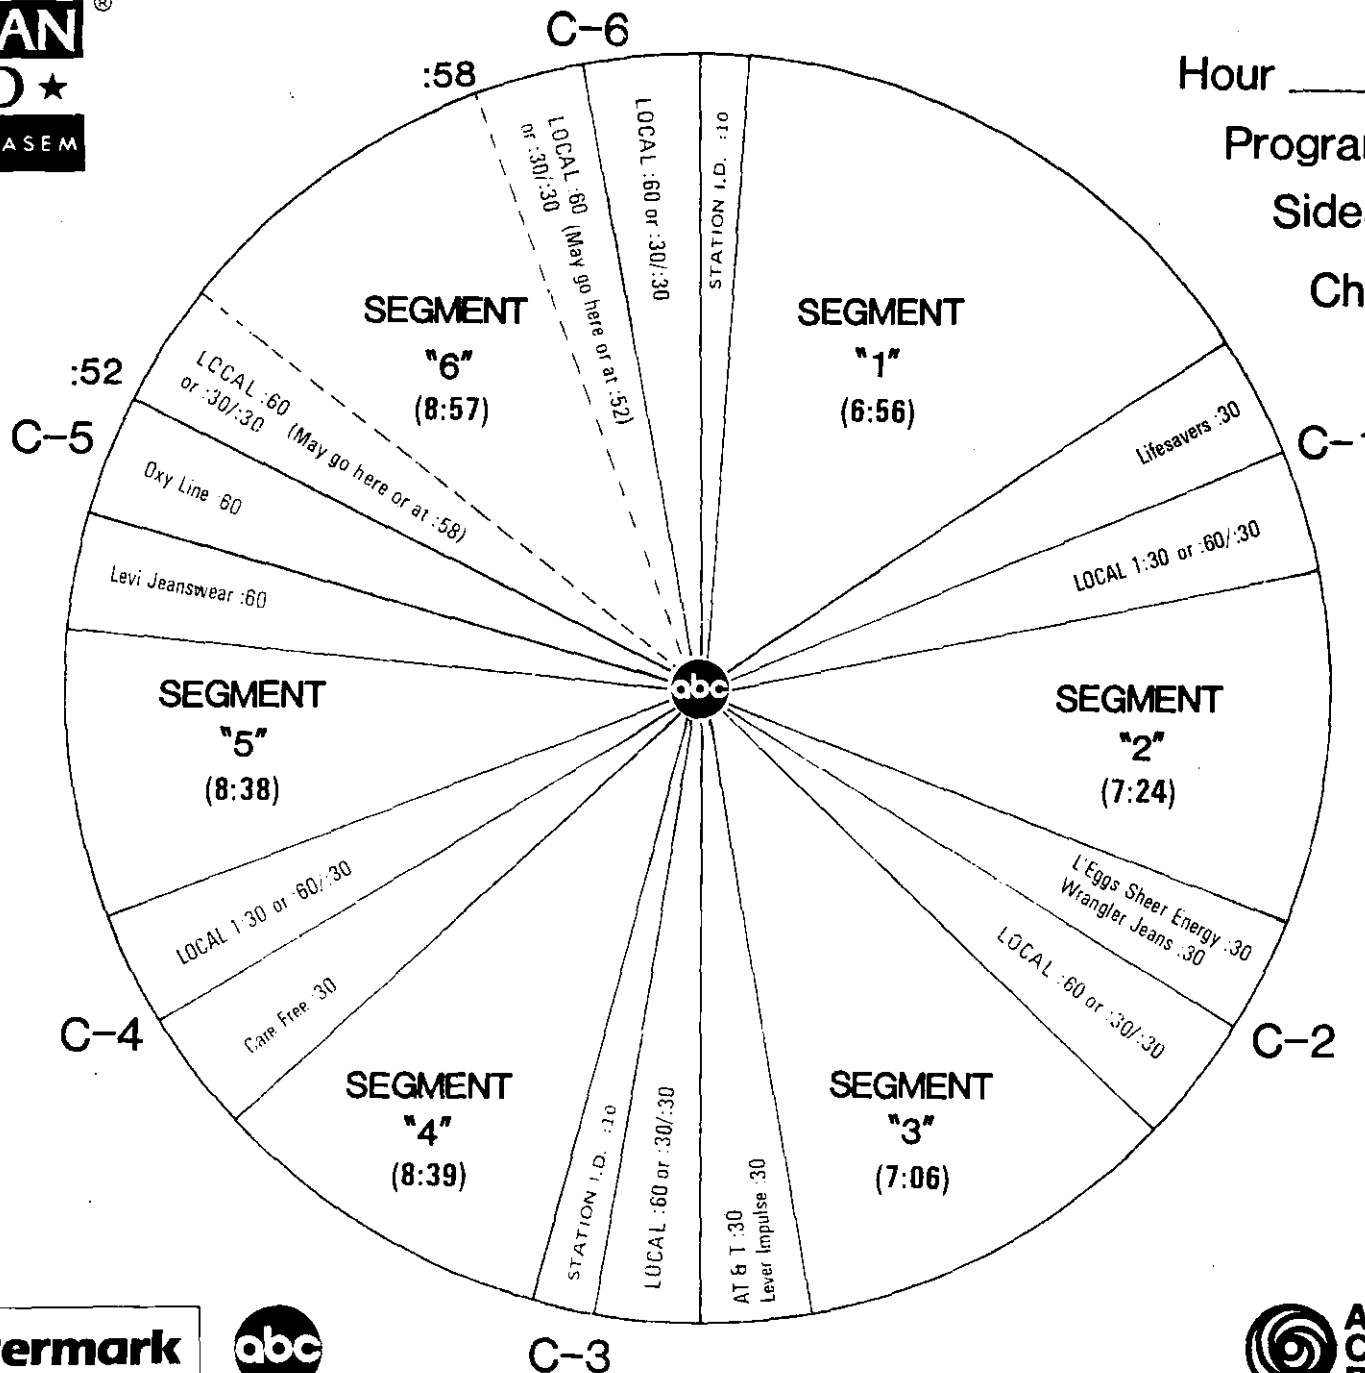 AN ®
D ★
ASEM
C-6
:58
Hour
Progra
Side
Ch
LOCAL :60
or :30/:30 (May go here or at :52)
LOCAL :60 or :30/:30
STATION I.D. :10
SEGMENT
"1"
(6:56)
Lifesavers :30
C-1
LOCAL 1:30 or :60/:30
SEGMENT
"2"
(7:24)
L'Eggs Sheer Energy :30
Wrangler Jeans :30
C-2
LOCAL :60 or :30/:30
SEGMENT
"3"
(7:06)
AT & T :30
Lever Impulse :30
C-3
LOCAL :60 or :30/:30
STATION I.D. :10
SEGMENT
"4"
(8:39)
Care Free :30
C-4
LOCAL 1:30 or :60/:30
SEGMENT
"5"
(8:38)
Levi Jeanswear :60
Oxy Line :60
C-5
:52
LOCAL :60
or :30/:30 (May go here or at :58)
SEGMENT
"6"
(8:57)
abc
ermark
abc